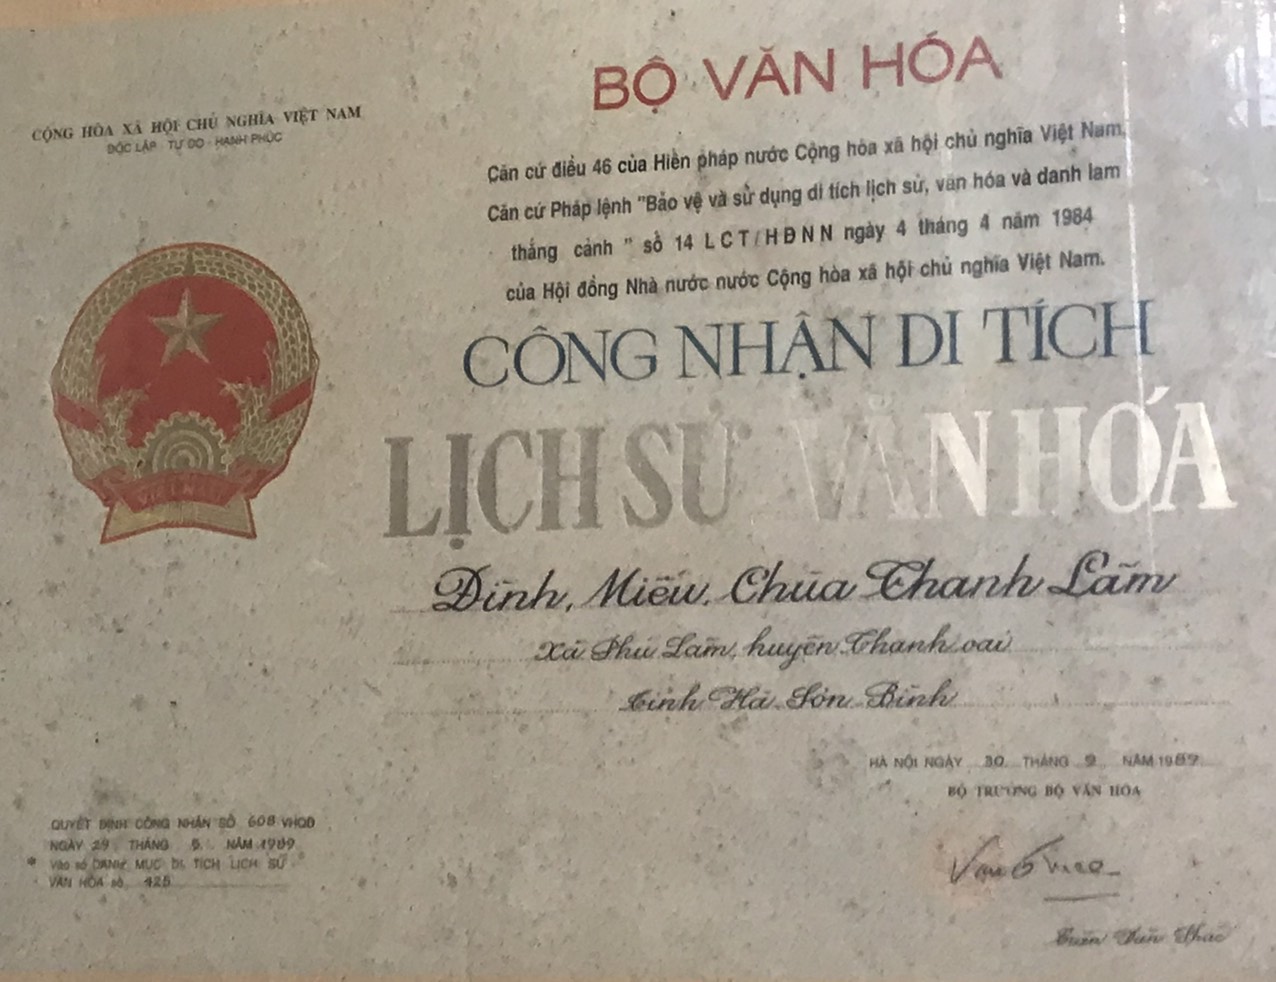 BỘ VĂN HÓA
CỘNG HÒA XÃ HỘI CHỦ NGHĨA VIỆT NAM
ĐỘC LẬP - TỰ DO - HẠNH PHÚC
Căn cứ điều 46 của Hiến pháp nước Cộng hòa xã hội chủ nghĩa Việt Nam,
Căn cứ Pháp lệnh "Bảo vệ và sử dụng di tích lịch sử, văn hóa và danh lam
thắng cảnh " số 14 LCT/HĐNN ngày 4 tháng 4 năm 1984
của Hội đồng Nhà nước nước Cộng hòa xã hội chủ nghĩa Việt Nam.
CÔNG NHẬN DI TÍCH
LỊCH SỬ VĂN HÓA
VIỆT NAM
Đình, Miếu, Chùa Thanh Lãm
Xã Phú Lãm, huyện Thanh oai
tỉnh Hà Sơn Bình
HÀ NỘI NGÀY 30 THÁNG 9 NĂM 1989
BỘ TRƯỞNG BỘ VĂN HÓA
QUYẾT ĐỊNH CÔNG NHẬN SỐ 608 VHQĐ
NGÀY 29 THÁNG NĂM 1989
* Vào sổ DANH MỤC DI TÍCH LỊCH SỬ
VĂN HÓA số 425